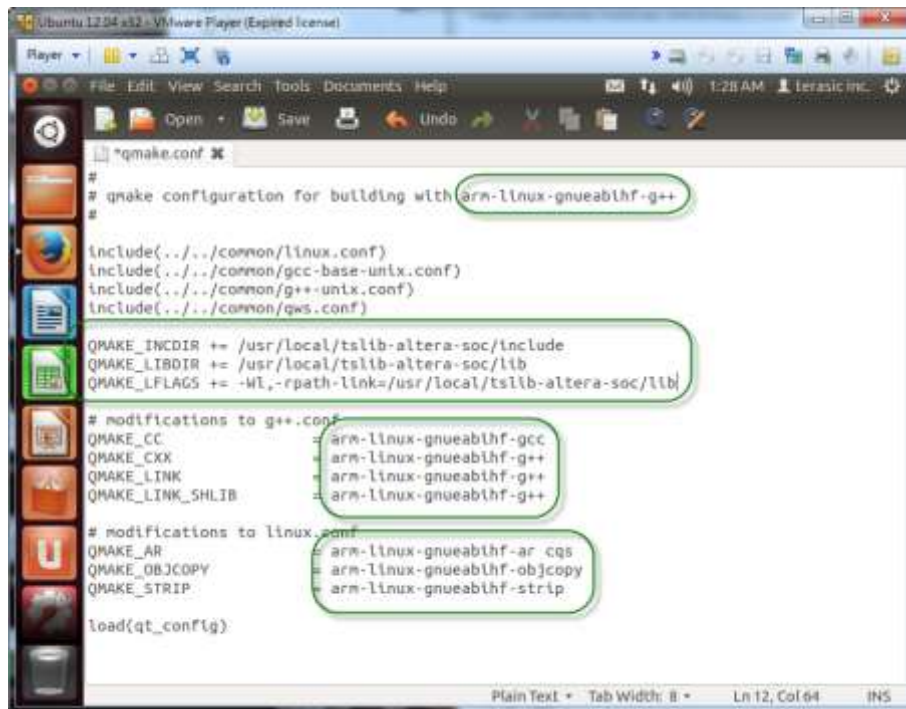 Ubuntu 12.04 x32 - VMware Player (Expired license)
Player
File Edit View Search Tools Documents Help 1:28 AM terasic inc.
Open Save Undo
*qmake.conf
#
# qmake configuration for building with arm-linux-gnueabihf-g++
#
include(../../common/linux.conf)
include(../../common/gcc-base-unix.conf)
include(../../common/g++-unix.conf)
include(../../common/qws.conf)
QMAKE_INCDIR += /usr/local/tslib-altera-soc/include
QMAKE_LIBDIR += /usr/local/tslib-altera-soc/lib
QMAKE_LFLAGS += -Wl,-rpath-link=/usr/local/tslib-altera-soc/lib
# modifications to g++.conf
QMAKE_CC = arm-linux-gnueabihf-gcc
QMAKE_CXX = arm-linux-gnueabihf-g++
QMAKE_LINK = arm-linux-gnueabihf-g++
QMAKE_LINK_SHLIB = arm-linux-gnueabihf-g++
# modifications to linux.conf
QMAKE_AR = arm-linux-gnueabihf-ar cqs
QMAKE_OBJCOPY = arm-linux-gnueabihf-objcopy
QMAKE_STRIP = arm-linux-gnueabihf-strip
load(qt_config)
Plain Text Tab Width: 8 Ln 12, Col 64 INS